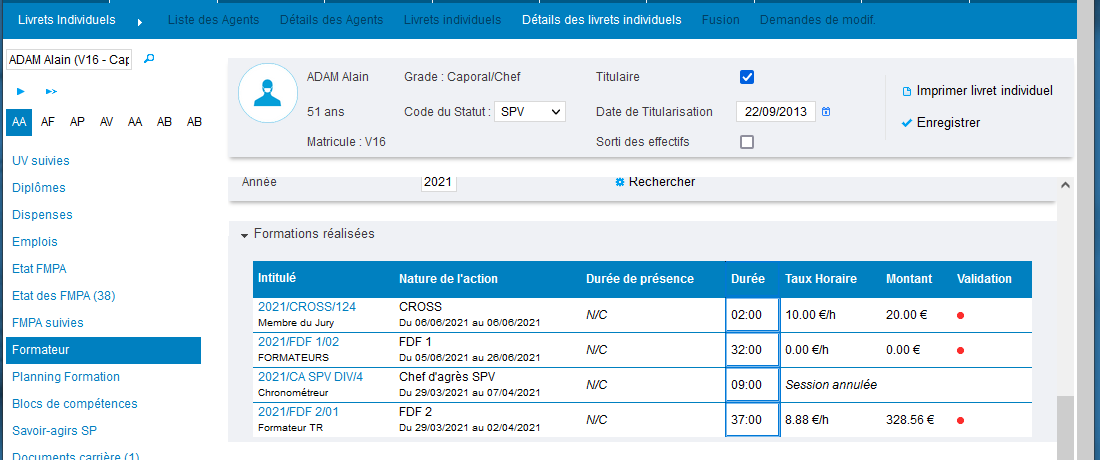 Livrets Individuels Liste des Agents Détails des Agents Livrets individuels Détails des livrets individuels Fusion Demandes de modif.
ADAM Alain (V16 - Cap
AA AF AP AV AA AB AB
UV suivies
Diplômes
Dispenses
Emplois
Etat FMPA
Etat des FMPA (38)
FMPA suivies
Formateur
Planning Formation
Blocs de compétences
Savoir-agirs SP
Documents carrière (1)
ADAM Alain Grade : Caporal/Chef Titulaire
51 ans Code du Statut : SPV Date de Titularisation 22/09/2013
Matricule : V16 Sorti des effectifs
Imprimer livret individuel
Enregistrer
Année 2021 Rechercher
Formations réalisées
Intitulé Nature de l'action Durée de présence Durée Taux Horaire Montant Validation
2021/CROSS/124 CROSS
Membre du Jury Du 06/06/2021 au 06/06/2021 N/C 02:00 10.00 €/h 20.00 €
2021/FDF 1/02 FDF 1
FORMATEURS Du 05/06/2021 au 26/06/2021 N/C 32:00 0.00 €/h 0.00 €
2021/CA SPV DIV/4 Chef d'agrès SPV
Chronométreur Du 29/03/2021 au 07/04/2021 N/C 09:00 Session annulée
2021/FDF 2/01 FDF 2
Formateur TR Du 29/03/2021 au 02/04/2021 N/C 37:00 8.88 €/h 328.56 €